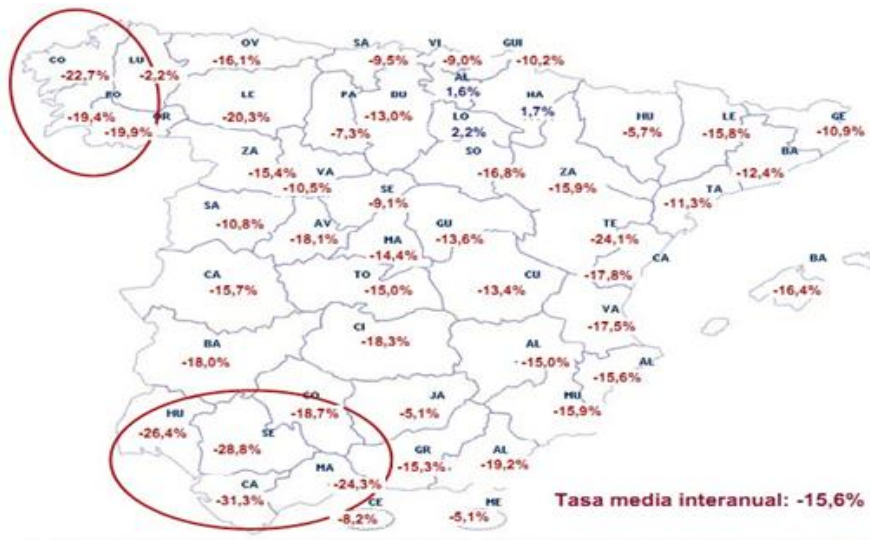 OV
-16,1%
SA
-9,5%
VI
-9,0%
GUI
-10,2%
CO
-22,7%
LU
-2,2%
AL
1,6%
NA
1,7%
PO
-19,4%
OR
-19,9%
LE
-20,3%
PA
-7,3%
BU
-13,0%
LO
2,2%
HU
-5,7%
LE
-15,8%
GE
-10,9%
ZA
-15,4%
VA
-10,5%
SE
-9,1%
SO
-16,8%
ZA
-15,9%
BA
-12,4%
TA
-11,3%
SA
-10,8%
AV
-18,1%
MA
-14,4%
GU
-13,6%
TE
-24,1%
CA
-17,8%
BA
-16,4%
CA
-15,7%
TO
-15,0%
CU
-13,4%
VA
-17,5%
BA
-18,0%
CI
-18,3%
AL
-15,0%
AL
-15,6%
HU
-26,4%
CO
-18,7%
JA
-5,1%
MU
-15,9%
SE
-28,8%
CA
-31,3%
MA
-24,3%
GR
-15,3%
AL
-19,2%
CE
-8,2%
ME
-5,1%
Tasa media interanual: -15,6%